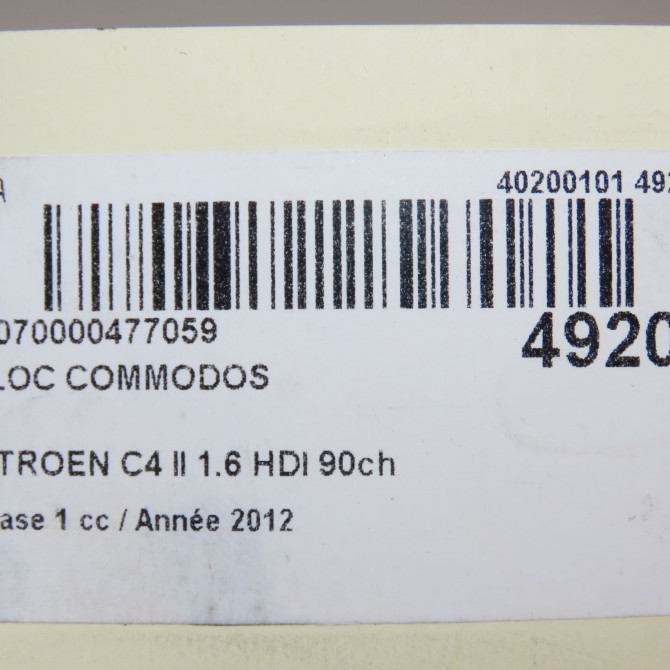 A
40200101 492
070000477059
4920
LOC COMMODOS
TROEN C4 II 1.6 HDI 90ch
ase 1 cc / Année 2012